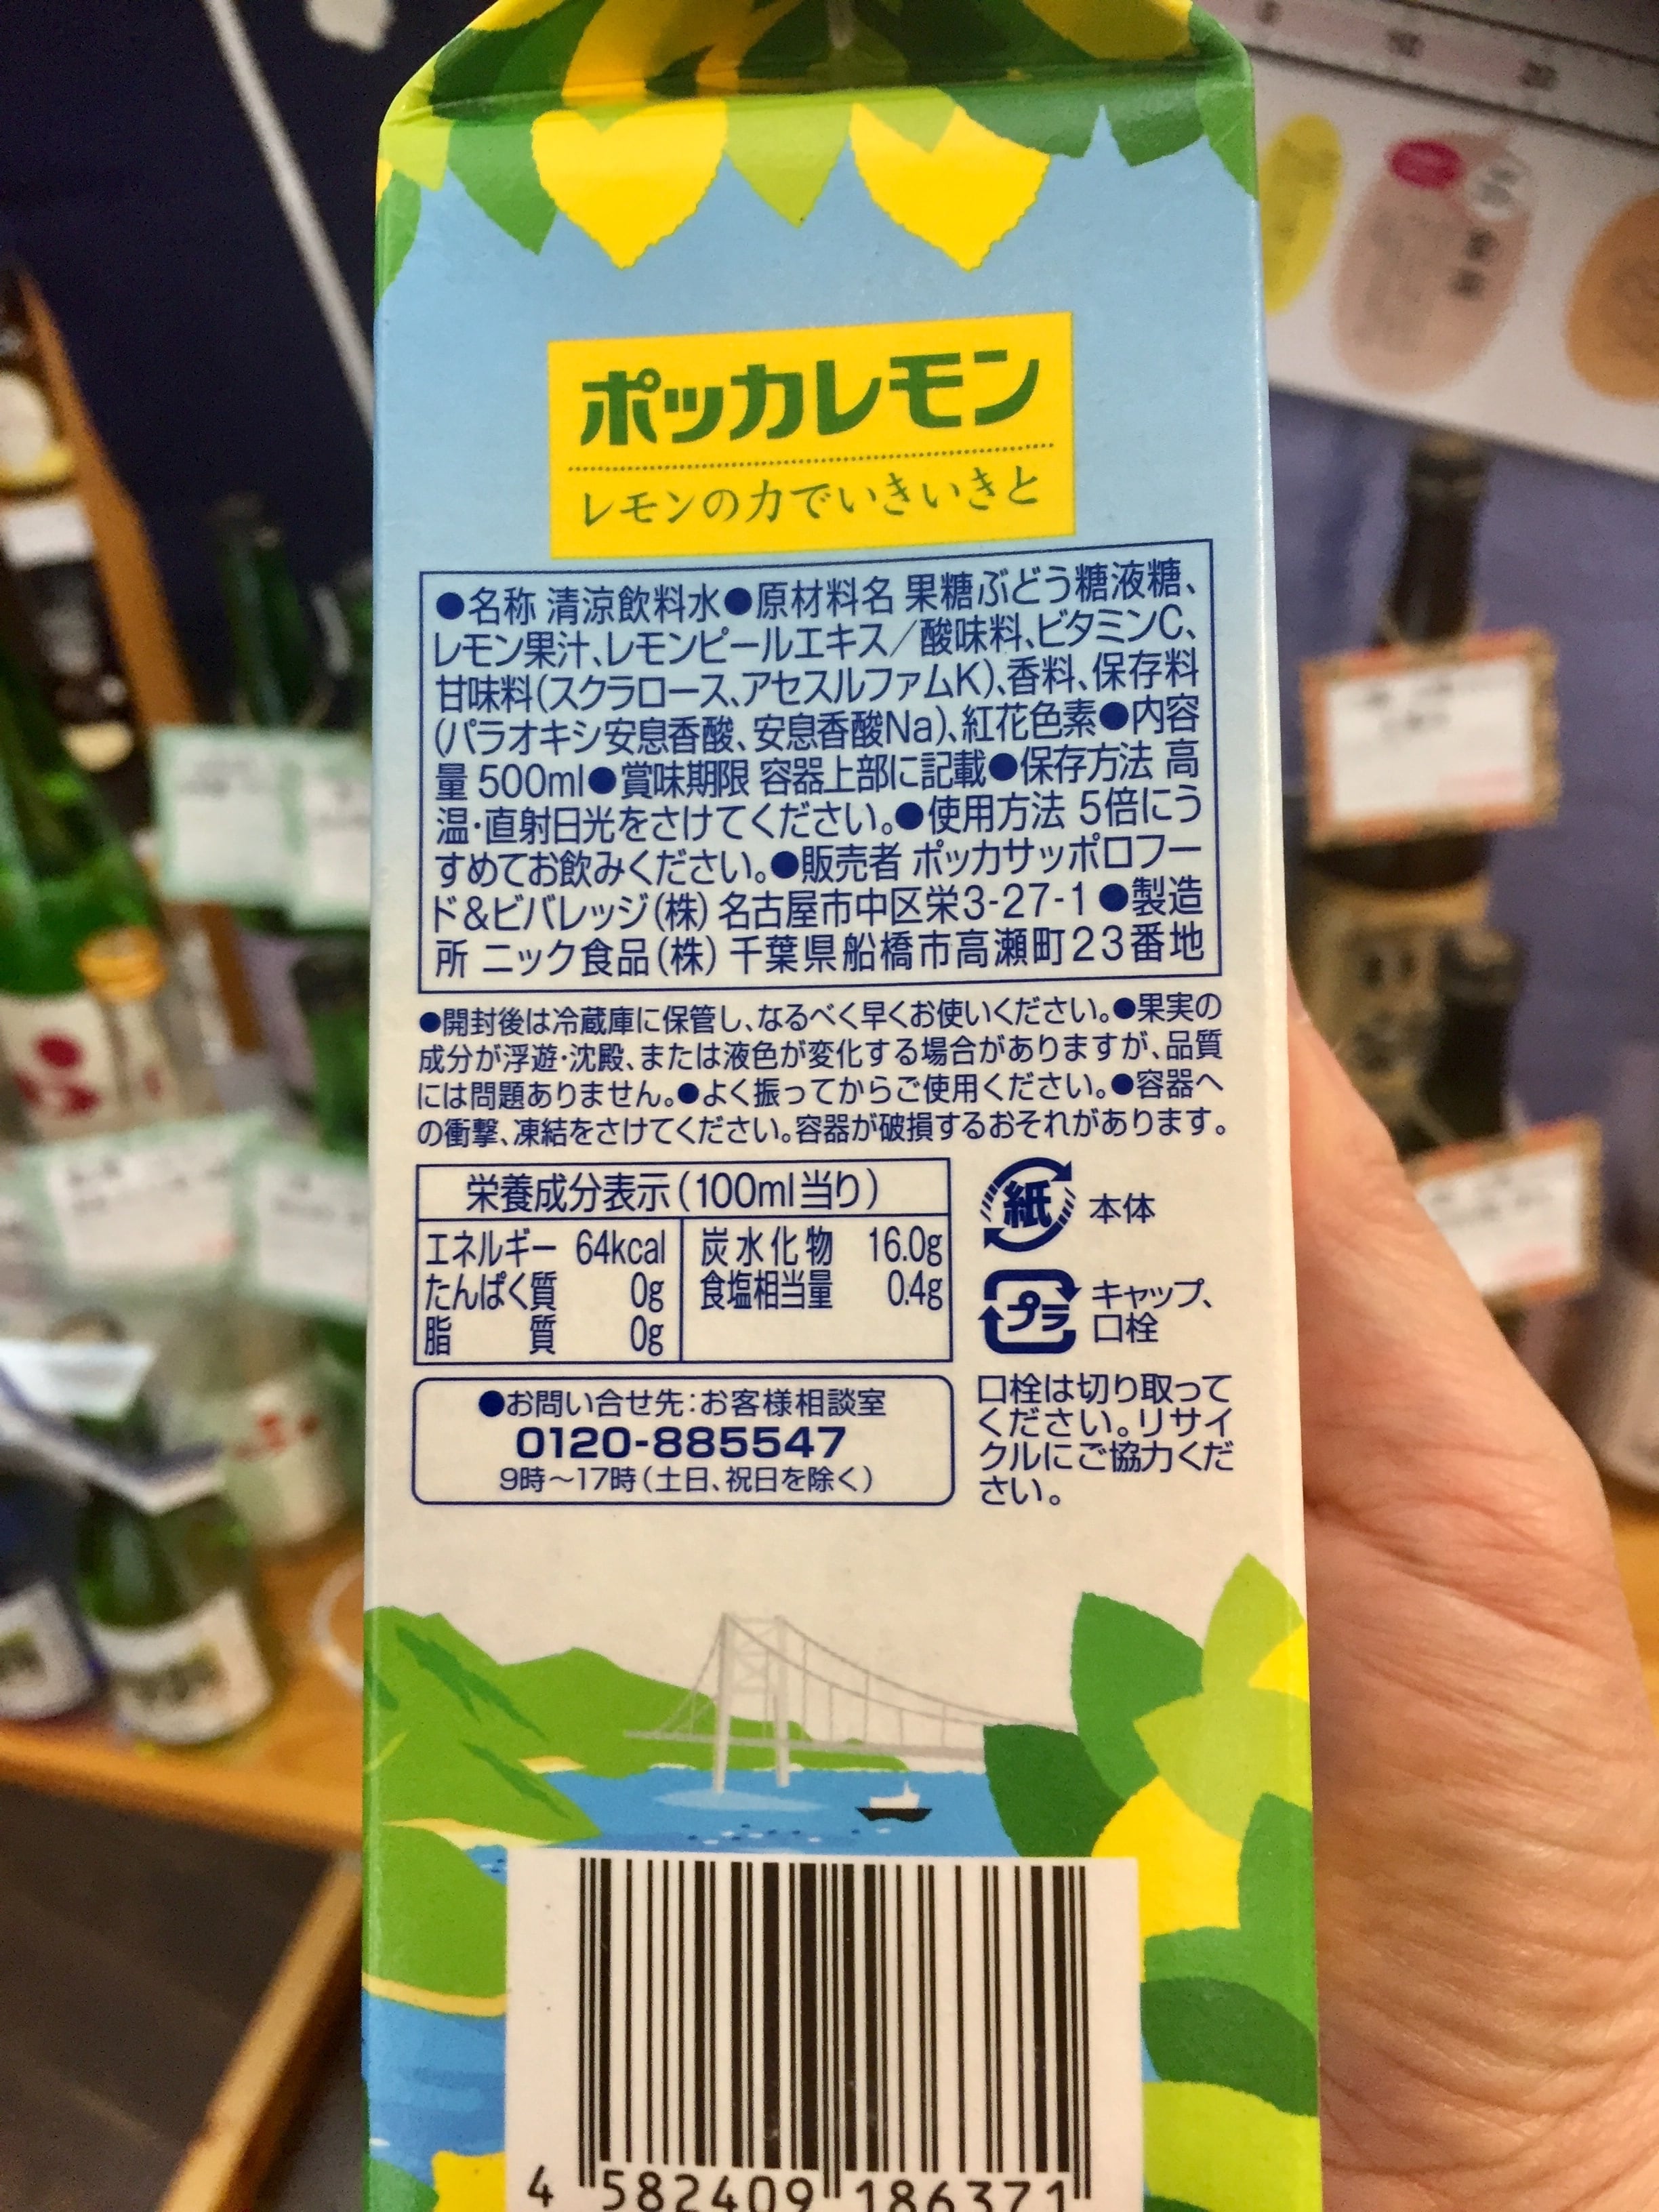 ポッカレモン
レモンの力でいきいきと
●名称 清涼飲料水●原材料名 果糖ぶどう糖液糖、
レモン果汁、レモンピールエキス／酸味料、ビタミンC、
甘味料(スクラロース、アセスルファムK)、香料、保存料
(パラオキシ安息香酸、安息香酸Na)、紅花色素●内容
量 500ml●賞味期限 容器上部に記載●保存方法 高
温・直射日光をさけてください。●使用方法 5倍にう
すめてお飲みください。●販売者 ポッカサッポロフー
ド&ビバレッジ(株) 名古屋市中区栄3-27-1 ●製造
所 ニック食品(株) 千葉県船橋市高瀬町23番地
●開封後は冷蔵庫に保管し、なるべく早くお使いください。●果実の
成分が浮遊・沈殿、または液色が変化する場合がありますが、品質
には問題ありません。●よく振ってからご使用ください。●容器へ
の衝撃、凍結をさけてください。容器が破損するおそれがあります。
栄養成分表示(100ml当り)
エネルギー 64kcal 炭水化物 16.0g
たんぱく質 0g 食塩相当量 0.4g
脂質 0g
紙 本体
プラ キャップ、
口栓
口栓は切り取って
ください。リサイ
クルにご協力くだ
さい。
●お問い合せ先:お客様相談室
0120-885547
9時〜17時(土日、祝日を除く)
4 582409 186371